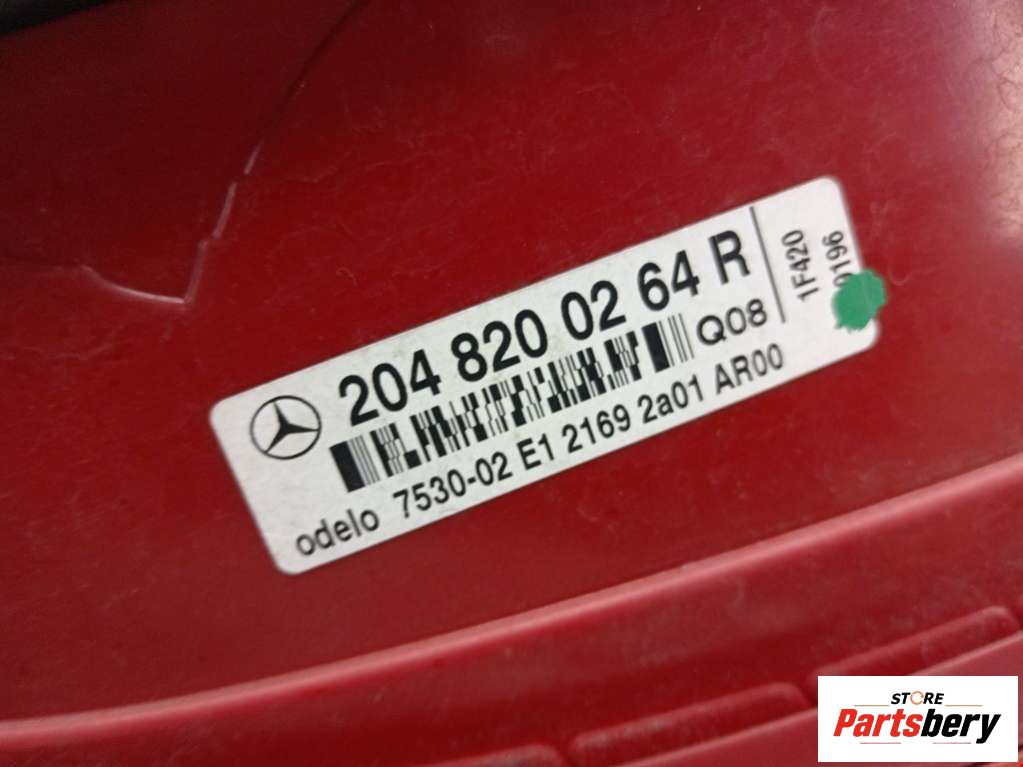 204 820 02 64 R
Q08
odelo 7530-02 E1 2169 2a01 AR00
1F420
STORE
Partsbery